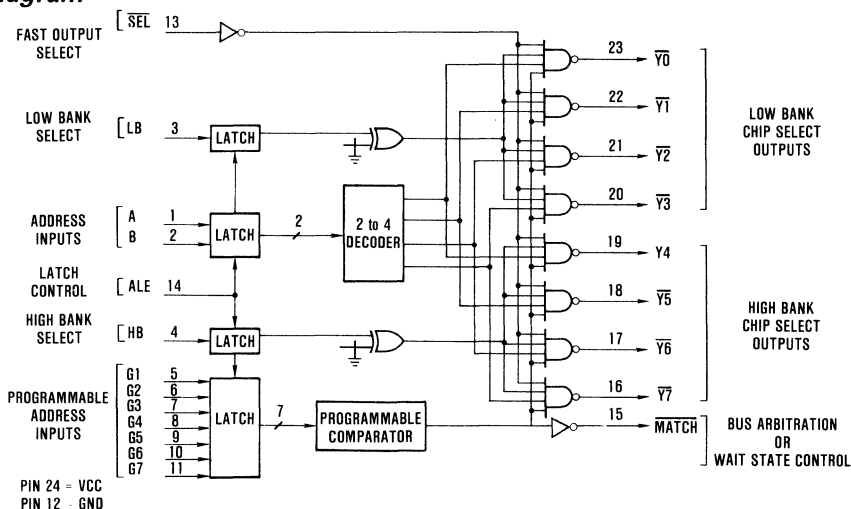 FAST OUTPUT
SELECT
[ SEL 13
LOW BANK
SELECT
[ LB 3
LATCH
ADDRESS
INPUTS
A 1
B 2
LATCH
2
2 to 4
DECODER
LATCH
CONTROL
[ ALE 14
HIGH BANK
SELECT
[ HB 4
LATCH
PROGRAMMABLE
ADDRESS
INPUTS
G1 5
G2 6
G3 7
G4 8
G5 9
G6 10
G7 11
LATCH
7
PROGRAMMABLE
COMPARATOR
PIN 24 = VCC
PIN 12 - GND
23 Y0
22 Y1
21 Y2
20 Y3
19 Y4
18 Y5
17 Y6
16 Y7
15 MATCH
LOW BANK
CHIP SELECT
OUTPUTS
HIGH BANK
CHIP SELECT
OUTPUTS
BUS ARBITRATION
OR
WAIT STATE CONTROL